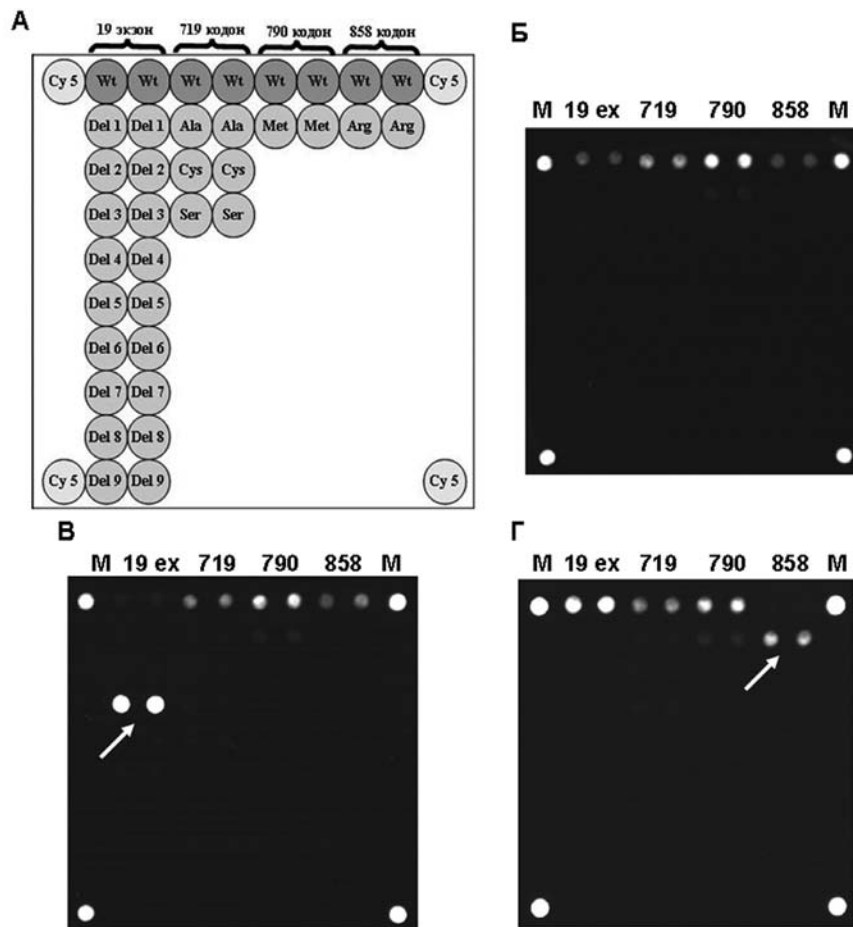 А
19 экзон 719 кодон 790 кодон 858 кодон
Cy 5 Wt Wt Wt Wt Wt Wt Wt Wt Cy 5
Del 1 Del 1 Ala Ala Met Met Arg Arg
Del 2 Del 2 Cys Cys
Del 3 Del 3 Ser Ser
Del 4 Del 4
Del 5 Del 5
Del 6 Del 6
Del 7 Del 7
Del 8 Del 8
Cy 5 Del 9 Del 9 Cy 5
Б
М 19 ex 719 790 858 М
В
М 19 ex 719 790 858 М
Г
М 19 ex 719 790 858 М